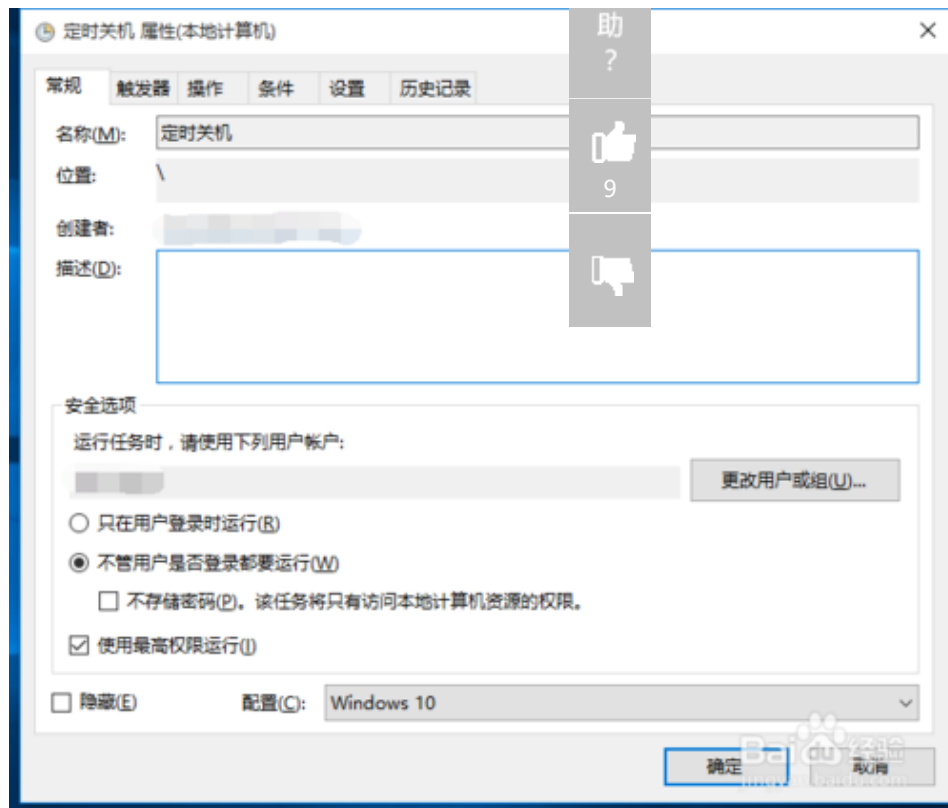 定时关机 属性(本地计算机)
助
?
常规 触发器 操作 条件 设置 历史记录
名称(M): 定时关机
位置: \
9
创建者:
描述(D):
安全选项
运行任务时，请使用下列用户帐户:
更改用户或组(U)...
只在用户登录时运行(R)
不管用户是否登录都要运行(W)
不存储密码(P)。该任务将只有访问本地计算机资源的权限。
使用最高权限运行(I)
隐藏(E) 配置(C): Windows 10
确定 取消
Baidu 经验
jingyan.baidu.com